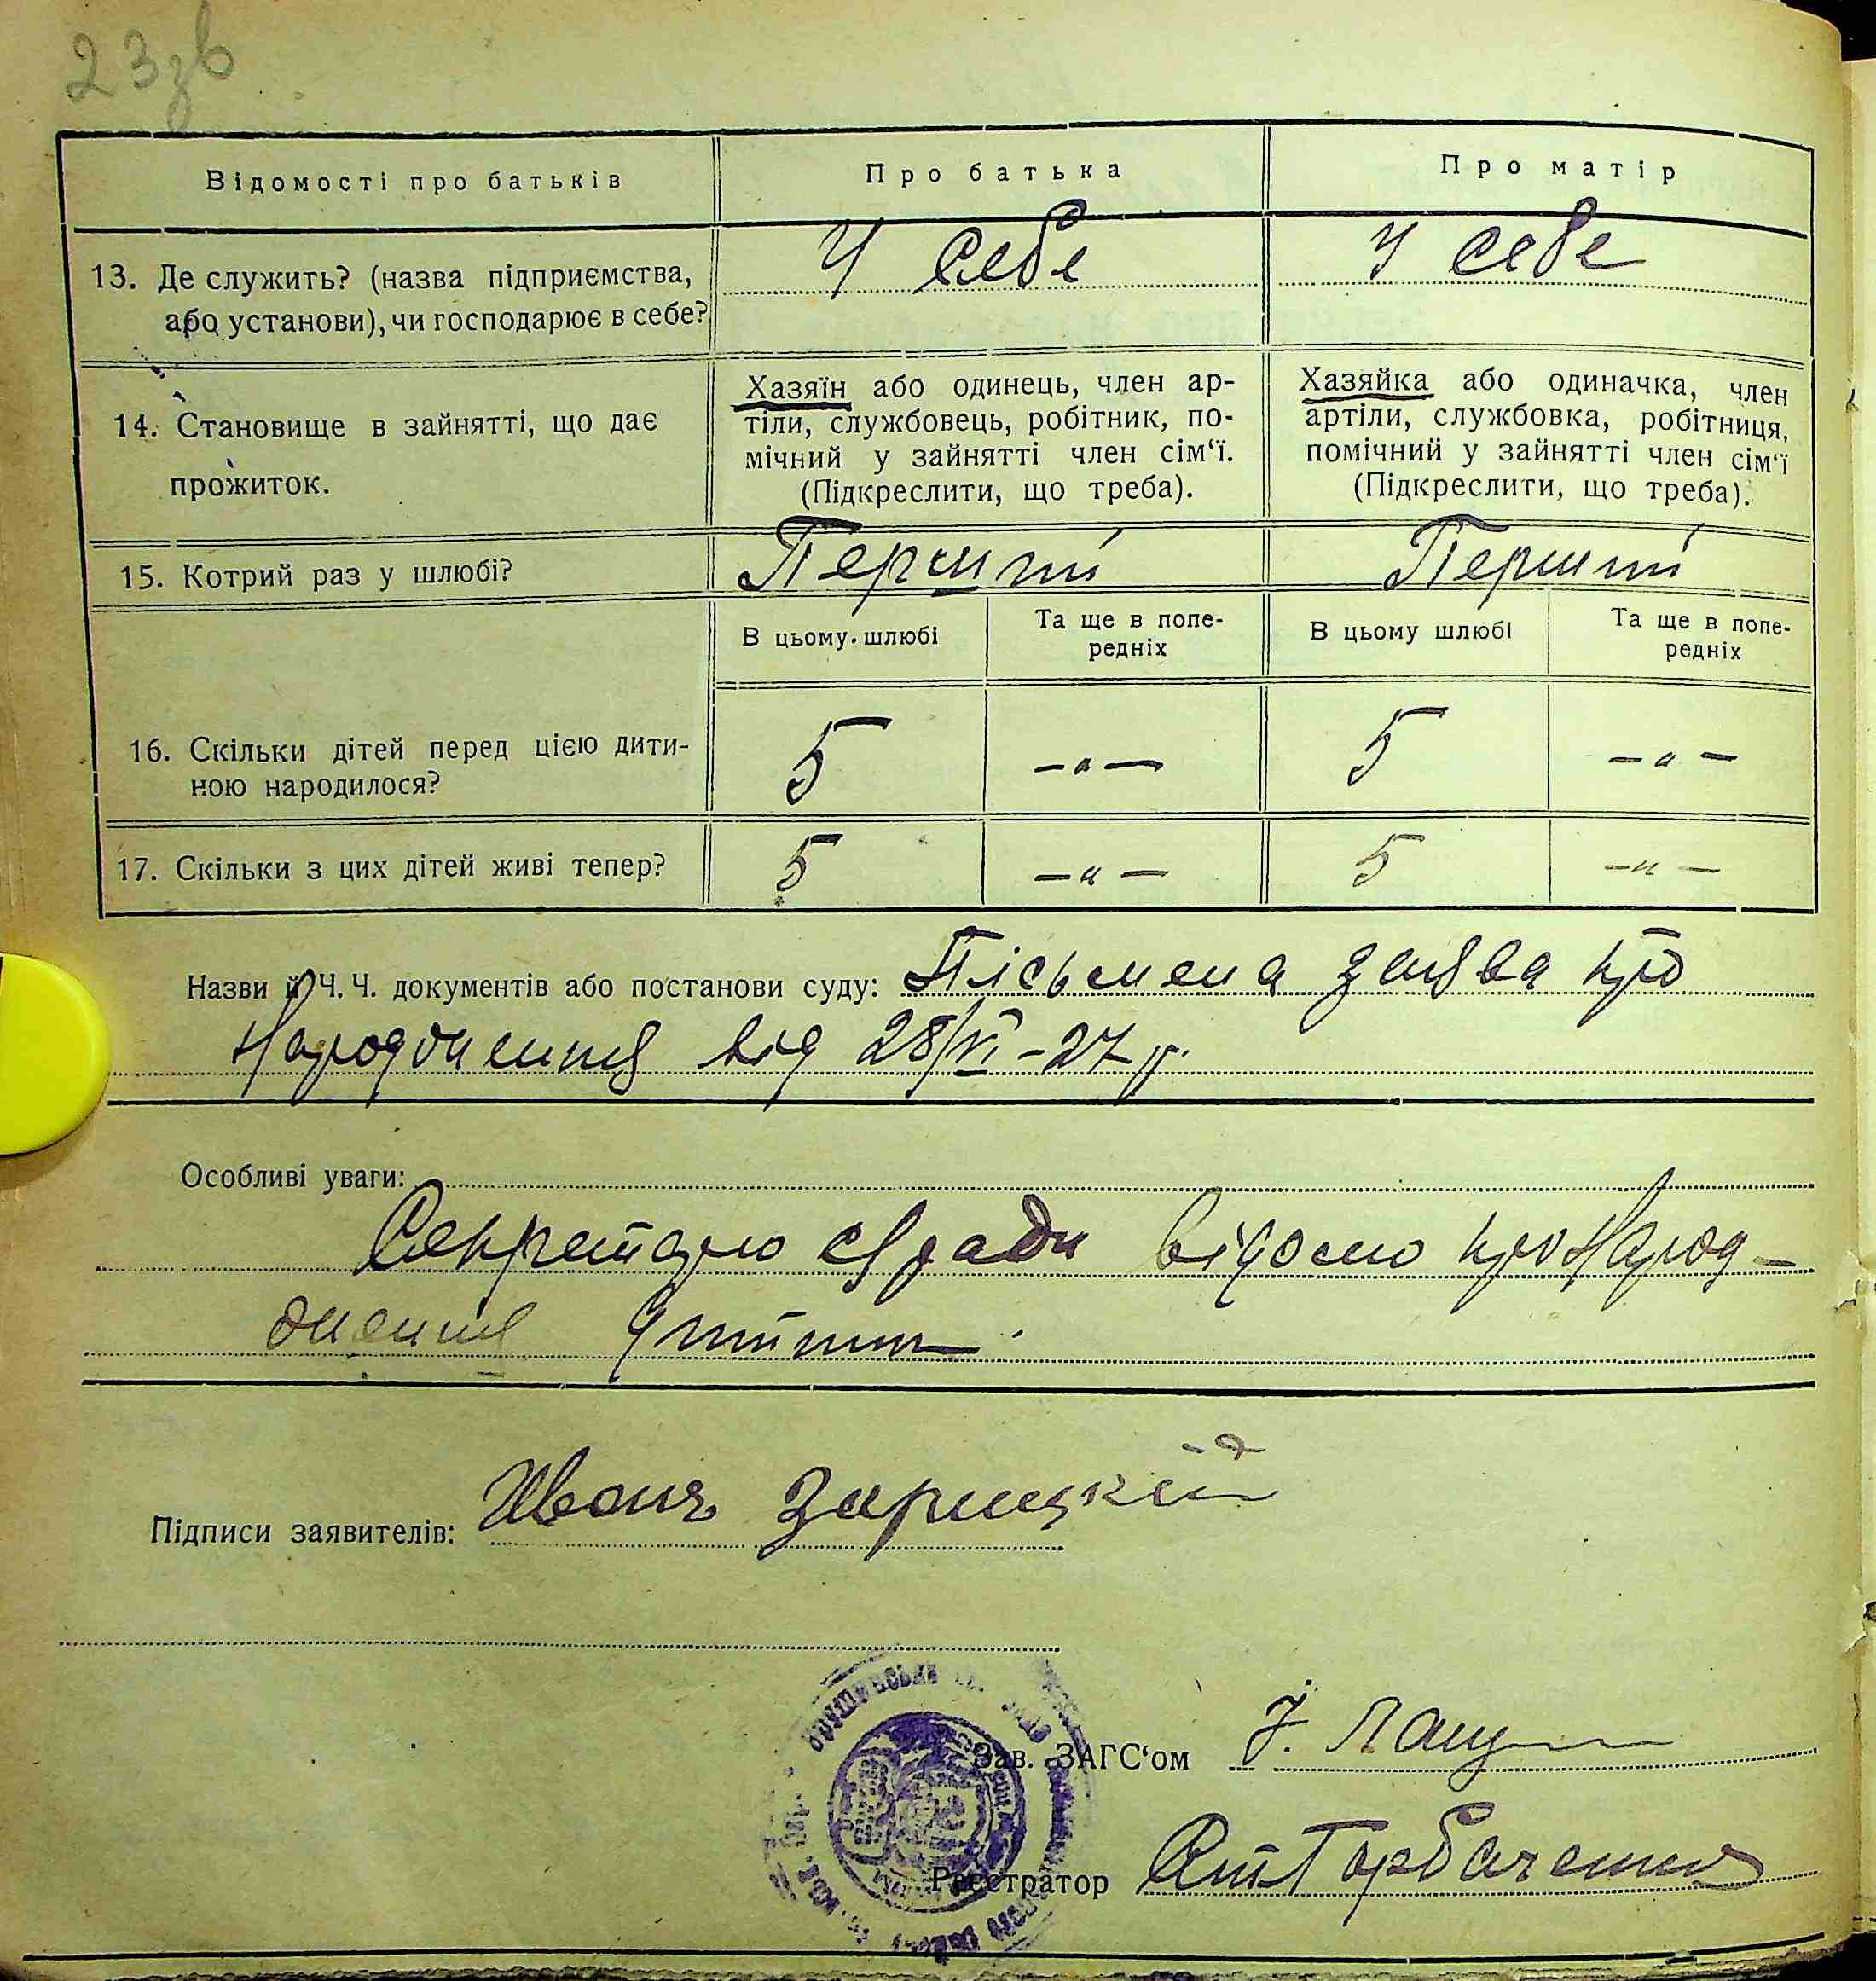 23зв
Відомості про батьків
Про батька
Про матір
13. Де служить? (назва підприємства,
або установи), чи господарює в себе?
У себе
У себе
14. Становище в зайнятті, що дає
прожиток.
Хазяїн або одинець, член ар-
тіли, службовець, робітник, по-
мічний у зайнятті член сім‘ї.
(Підкреслити, що треба).
Хазяйка або одиначка, член
артіли, службовка, робітниця,
помічний у зайнятті член сім‘ї
(Підкреслити, що треба).
15. Котрий раз у шлюбі?
Перший
Перший
В цьому шлюбі
Та ще в попе-
редніх
В цьому шлюбі
Та ще в попе-
редніх
16. Скільки дітей перед цією дити-
ною народилося?
5
— „ —
5
— „ —
17. Скільки з цих дітей живі тепер?
5
— „ —
5
— „ —
Назви й Ч. Ч. документів або постанови суду: Пісьмена заява про
Народження від 28/VI-27 р.
Особливі уваги:
Секретарю с/ради відомо про Народ-
ження дитини.
Підписи заявителів: Иванъ Зарицкій
Зав. ЗАГС‘ом
Реєстратор Горбаченко